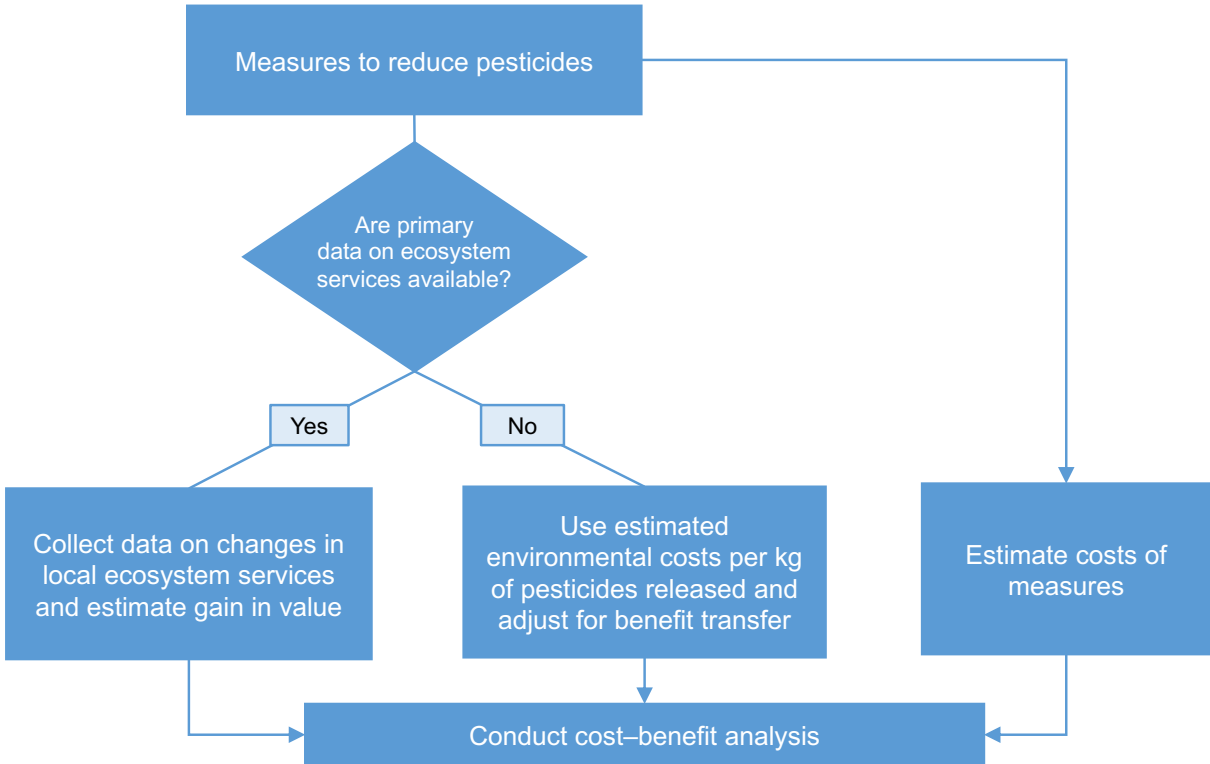 Measures to reduce pesticides
Are primary
data on ecosystem
services available?
Yes
No
Collect data on changes in
local ecosystem services
and estimate gain in value
Use estimated
environmental costs per kg
of pesticides released and
adjust for benefit transfer
Estimate costs of
measures
Conduct cost–benefit analysis